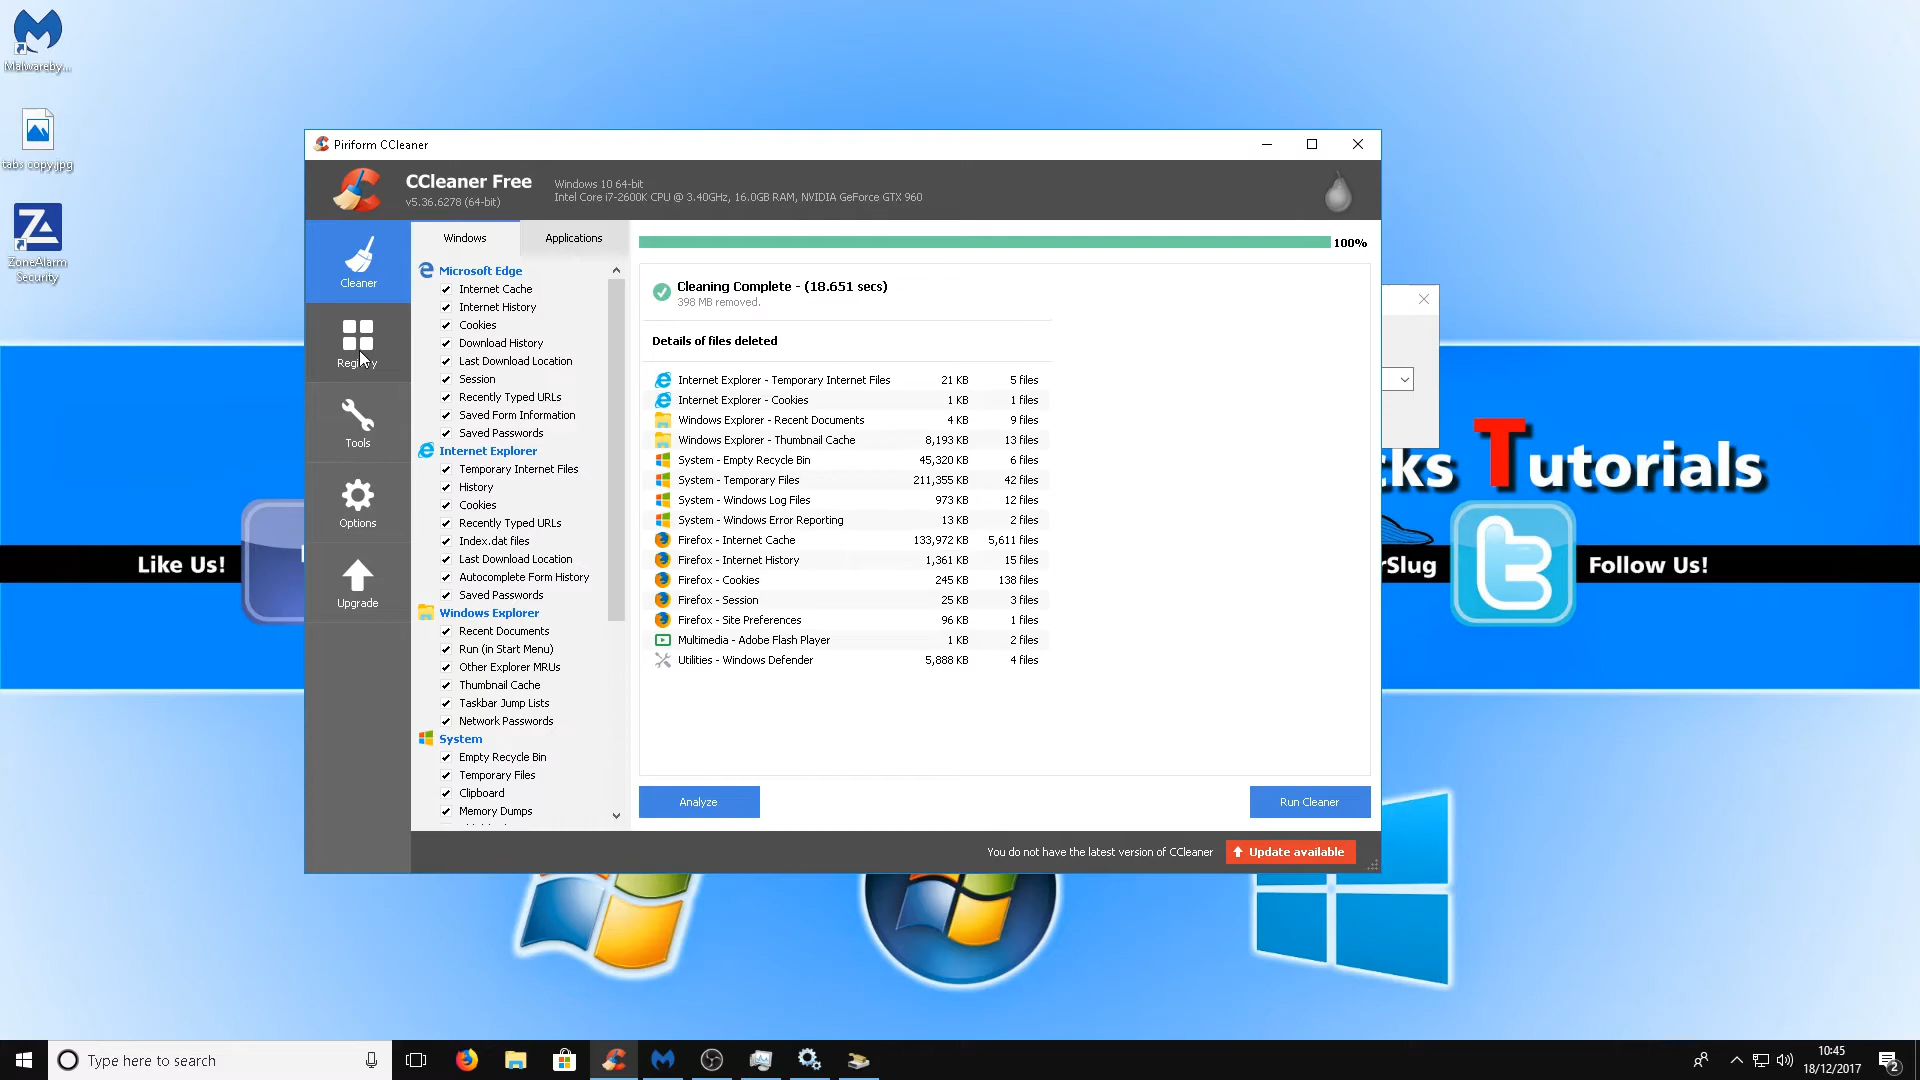 Malwareby...
tabs copy.jpg
ZoneAlarm
Security
Piriform CCleaner
CCleaner Free
v5.36.6278 (64-bit)
Windows 10 64-bit
Intel Core i7-2600K CPU @ 3.40GHz, 16.0GB RAM, NVIDIA GeForce GTX 960
Cleaner
Registry
Tools
Options
Upgrade
Windows
Applications
Microsoft Edge
Internet Cache
Internet History
Cookies
Download History
Last Download Location
Session
Recently Typed URLs
Saved Form Information
Saved Passwords
Internet Explorer
Temporary Internet Files
History
Cookies
Recently Typed URLs
Index.dat files
Last Download Location
Autocomplete Form History
Saved Passwords
Windows Explorer
Recent Documents
Run (in Start Menu)
Other Explorer MRUs
Thumbnail Cache
Taskbar Jump Lists
Network Passwords
System
Empty Recycle Bin
Temporary Files
Clipboard
Memory Dumps
100%
Cleaning Complete - (18.651 secs)
398 MB removed.
Details of files deleted
Internet Explorer - Temporary Internet Files 21 KB 5 files
Internet Explorer - Cookies 1 KB 1 files
Windows Explorer - Recent Documents 4 KB 9 files
Windows Explorer - Thumbnail Cache 8,193 KB 13 files
System - Empty Recycle Bin 45,320 KB 6 files
System - Temporary Files 211,355 KB 42 files
System - Windows Log Files 973 KB 12 files
System - Windows Error Reporting 13 KB 2 files
Firefox - Internet Cache 133,972 KB 5,611 files
Firefox - Internet History 1,361 KB 15 files
Firefox - Cookies 245 KB 138 files
Firefox - Session 25 KB 3 files
Firefox - Site Preferences 96 KB 1 files
Multimedia - Adobe Flash Player 1 KB 2 files
Utilities - Windows Defender 5,888 KB 4 files
Analyze
Run Cleaner
You do not have the latest version of CCleaner
Update available
cks Tutorials
Like Us!
rSlug
Follow Us!
Type here to search
10:45
18/12/2017
2